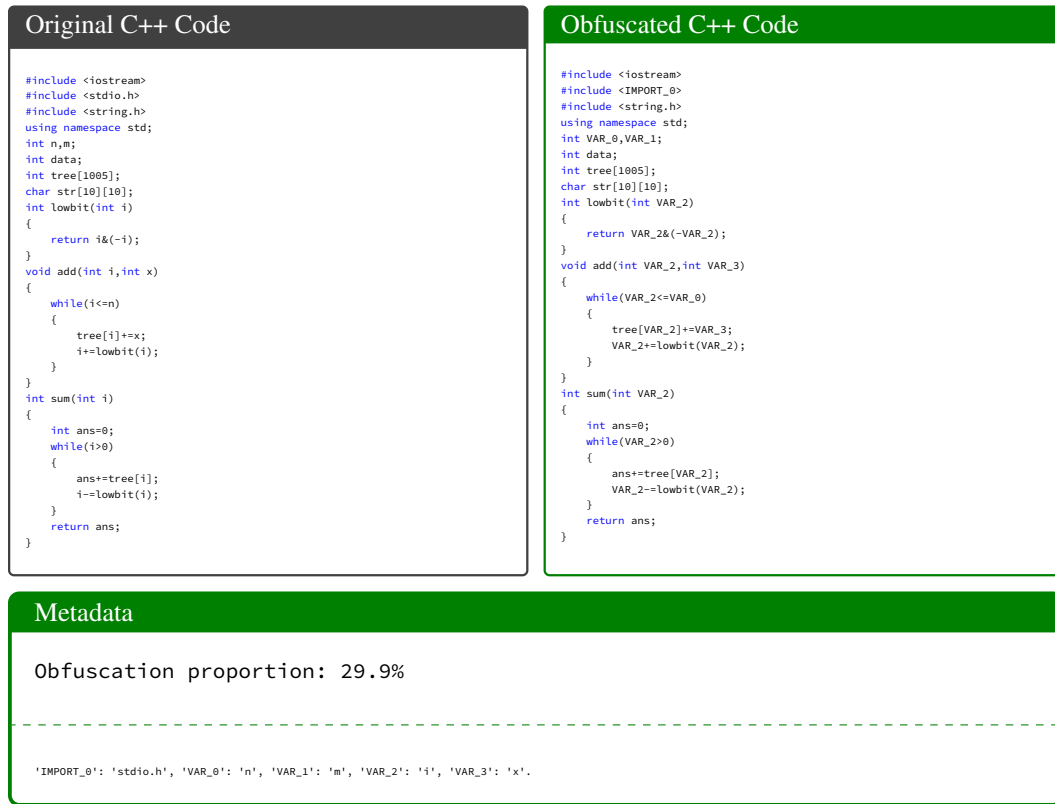 Original C++ Code
#include <iostream>
#include <stdio.h>
#include <string.h>
using namespace std;
int n,m;
int data;
int tree[1005];
char str[10][10];
int lowbit(int i)
{
    return i&(-i);
}
void add(int i,int x)
{
    while(i<=n)
    {
        tree[i]+=x;
        i+=lowbit(i);
    }
}
int sum(int i)
{
    int ans=0;
    while(i>0)
    {
        ans+=tree[i];
        i-=lowbit(i);
    }
    return ans;
}
Obfuscated C++ Code
#include <iostream>
#include <IMPORT_0>
#include <string.h>
using namespace std;
int VAR_0,VAR_1;
int data;
int tree[1005];
char str[10][10];
int lowbit(int VAR_2)
{
    return VAR_2&(-VAR_2);
}
void add(int VAR_2,int VAR_3)
{
    while(VAR_2<=VAR_0)
    {
        tree[VAR_2]+=VAR_3;
        VAR_2+=lowbit(VAR_2);
    }
}
int sum(int VAR_2)
{
    int ans=0;
    while(VAR_2>0)
    {
        ans+=tree[VAR_2];
        VAR_2-=lowbit(VAR_2);
    }
    return ans;
}
Metadata
Obfuscation proportion: 29.9%
'IMPORT_0': 'stdio.h', 'VAR_0': 'n', 'VAR_1': 'm', 'VAR_2': 'i', 'VAR_3': 'x'.